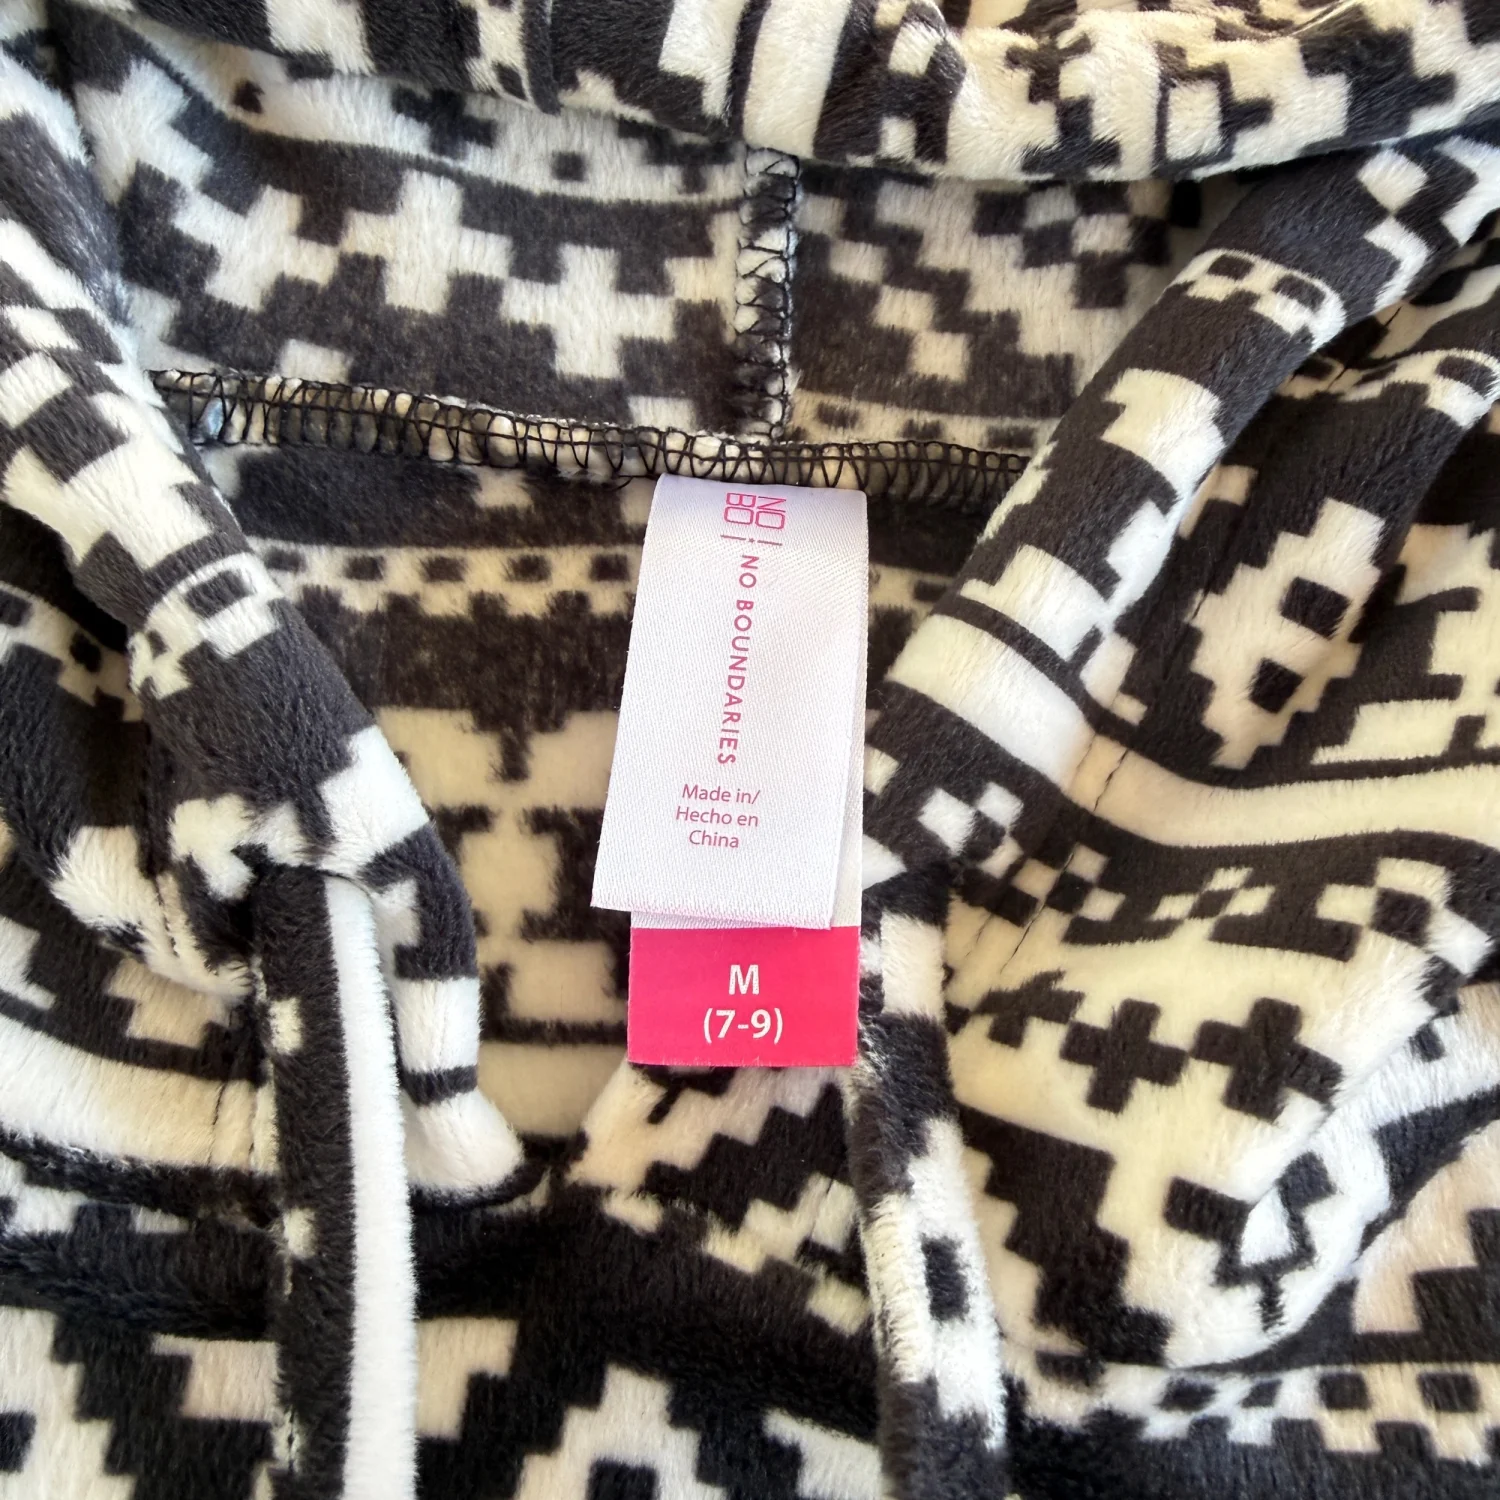 NO
BO
NO BOUNDARIES
Made in/
Hecho en
China
M
(7-9)